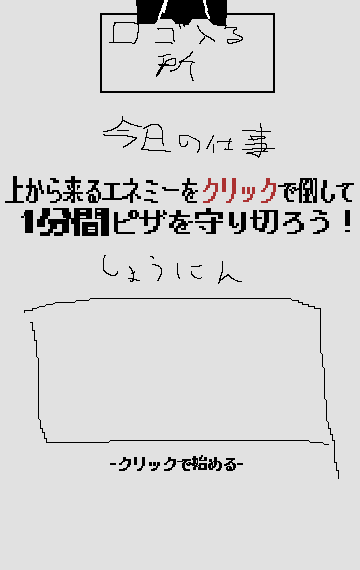 ロゴ入る
所
今日の仕事
上から来るエネミーをクリックで倒して
1分間ピザを守り切ろう！
しょうにん
-クリックで始める-